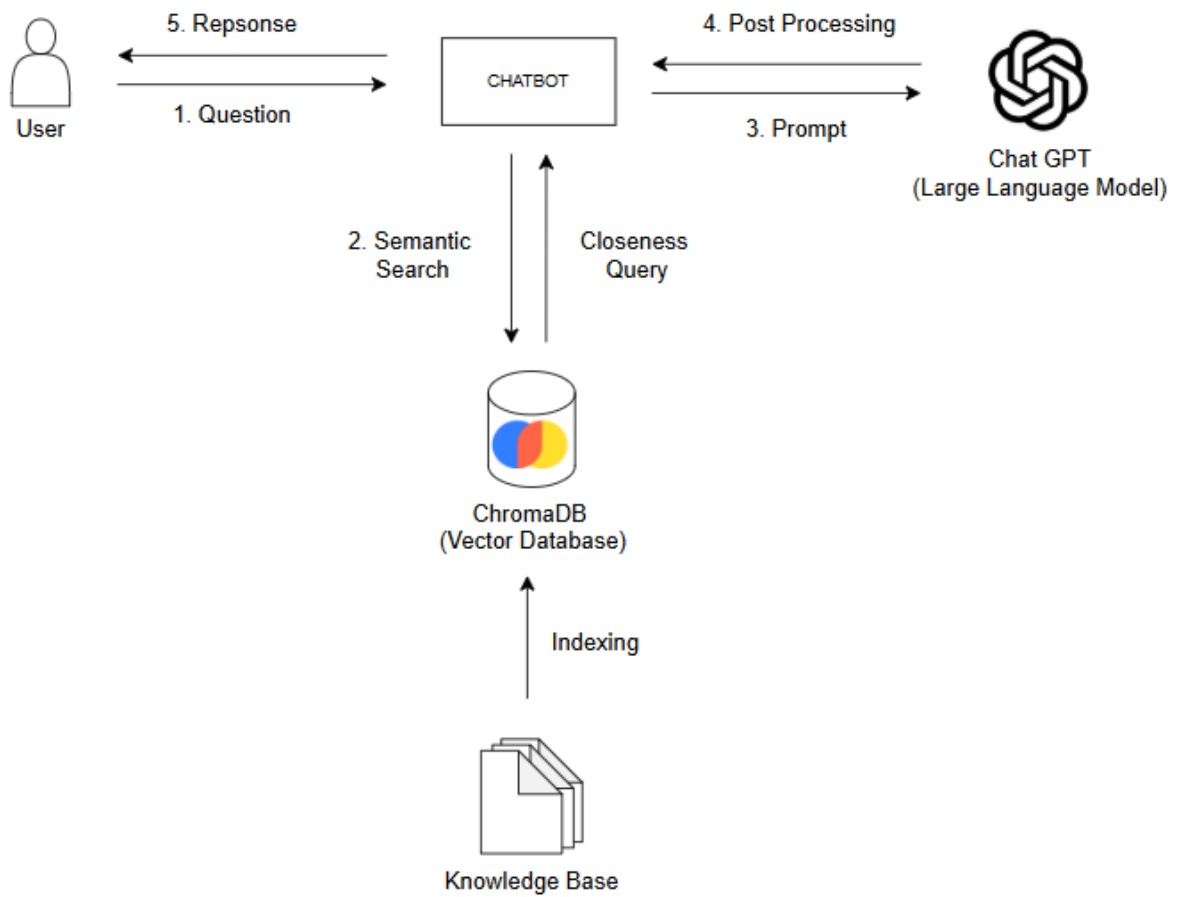 5. Repsonse
4. Post Processing
CHATBOT
1. Question
3. Prompt
User
Chat GPT
(Large Language Model)
2. Semantic
Search
Closeness
Query
ChromaDB
(Vector Database)
Indexing
Knowledge Base